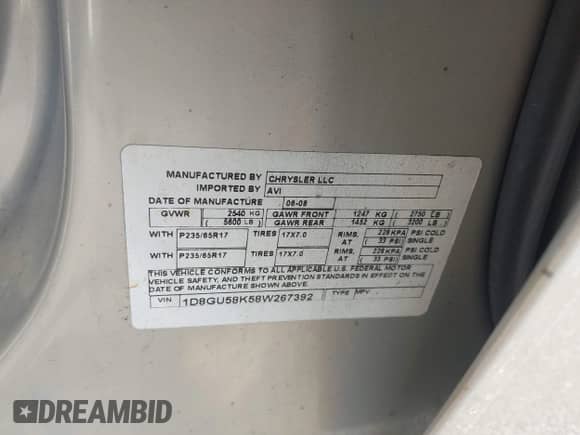 MANUFACTURED BY CHRYSLER LLC
IMPORTED BY AVI
DATE OF MANUFACTURE 06-08
GVWR 2540 KG GAWR FRONT 1247 KG ( 2750 LB )
( 5600 LB ) GAWR REAR 1452 KG ( 3200 LB )
WITH P235/65R17 TIRES 17X7.0 RIMS, AT 228 KPA ( 33 PSI) PSI COLD SINGLE
WITH P235/65R17 TIRES 17X7.0 RIMS, AT 228 KPA ( 33 PSI) PSI COLD SINGLE
THIS VEHICLE CONFORMS TO ALL APPLICABLE U.S. FEDERAL MOTOR
VEHICLE SAFETY, AND THEFT PREVENTION STANDARDS IN EFFECT ON THE
DATE OF MANUFACTURE SHOWN ABOVE.
VIN 1D8GU58K58W267392 TYPE MPV
DREAMBID